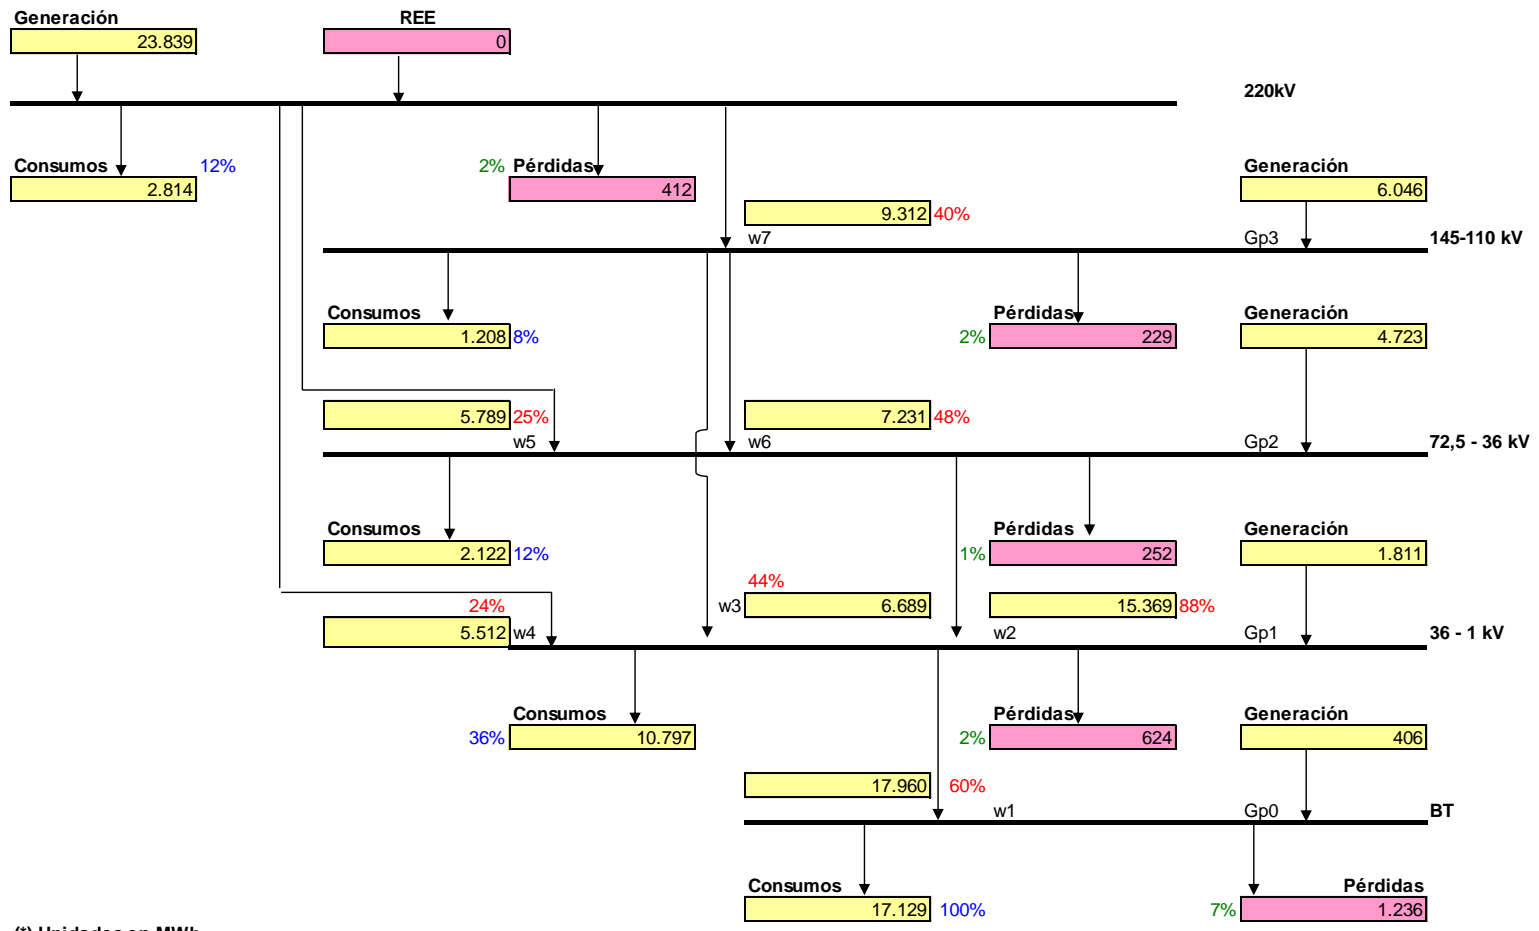 Generación
REE
23.839
0
220kV
Consumos
12%
2%
Pérdidas
Generación
2.814
412
6.046
9.312
40%
w7
Gp3
145-110 kV
Consumos
Pérdidas
Generación
1.208
8%
2%
229
4.723
5.789
25%
7.231
48%
w5
w6
Gp2
72,5 - 36 kV
Consumos
Pérdidas
Generación
2.122
12%
1%
252
1.811
44%
24%
w3
6.689
15.369
88%
5.512
w4
w2
Gp1
36 - 1 kV
Consumos
Pérdidas
Generación
36%
10.797
2%
624
406
17.960
60%
w1
Gp0
BT
Consumos
Pérdidas
17.129
100%
7%
1.236
(*) Unidades en MWh